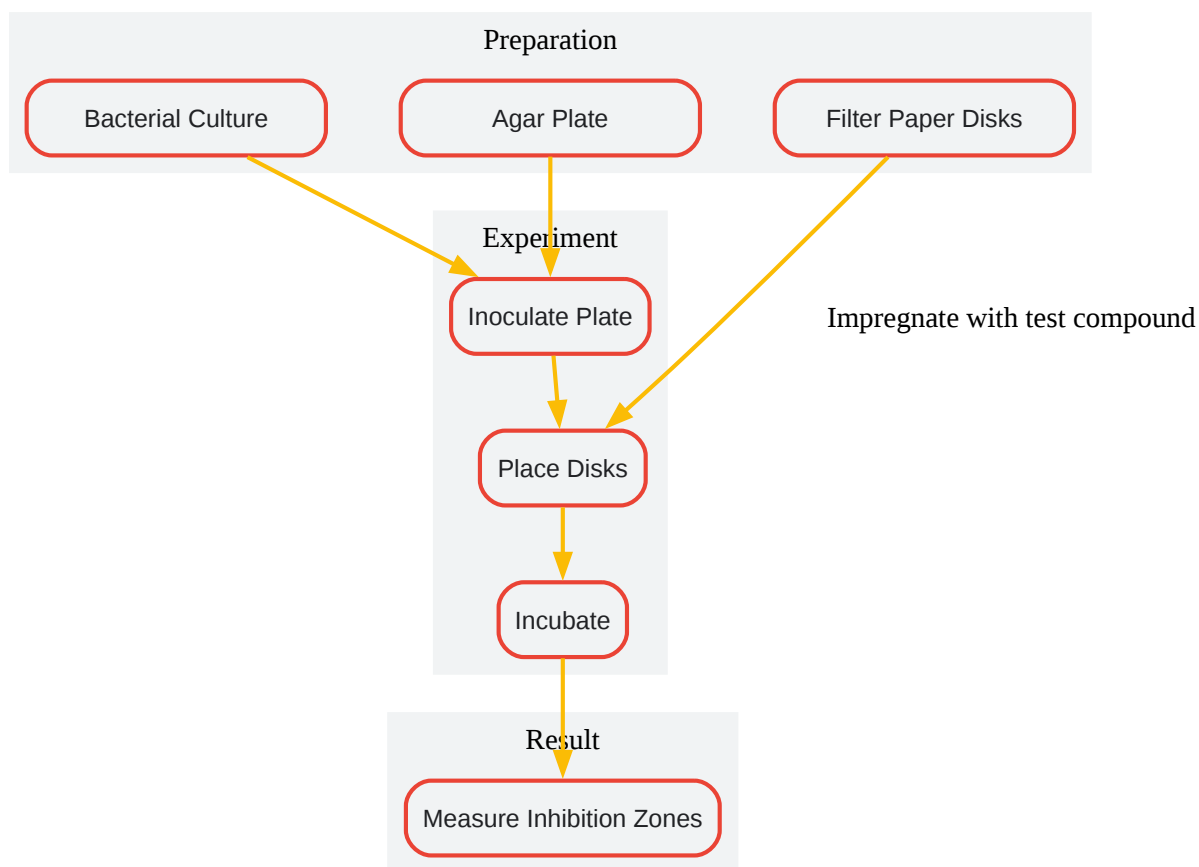 Preparation
Bacterial Culture
Agar Plate
Filter Paper Disks
Experiment
Inoculate Plate
Impregnate with test compound
Place Disks
Incubate
Result
Measure Inhibition Zones